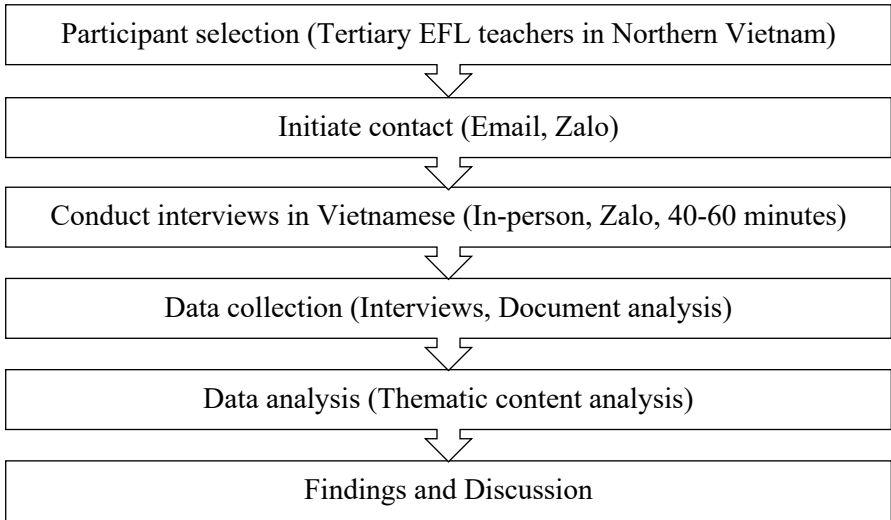 Participant selection (Tertiary EFL teachers in Northern Vietnam)
Initiate contact (Email, Zalo)
Conduct interviews in Vietnamese (In-person, Zalo, 40-60 minutes)
Data collection (Interviews, Document analysis)
Data analysis (Thematic content analysis)
Findings and Discussion